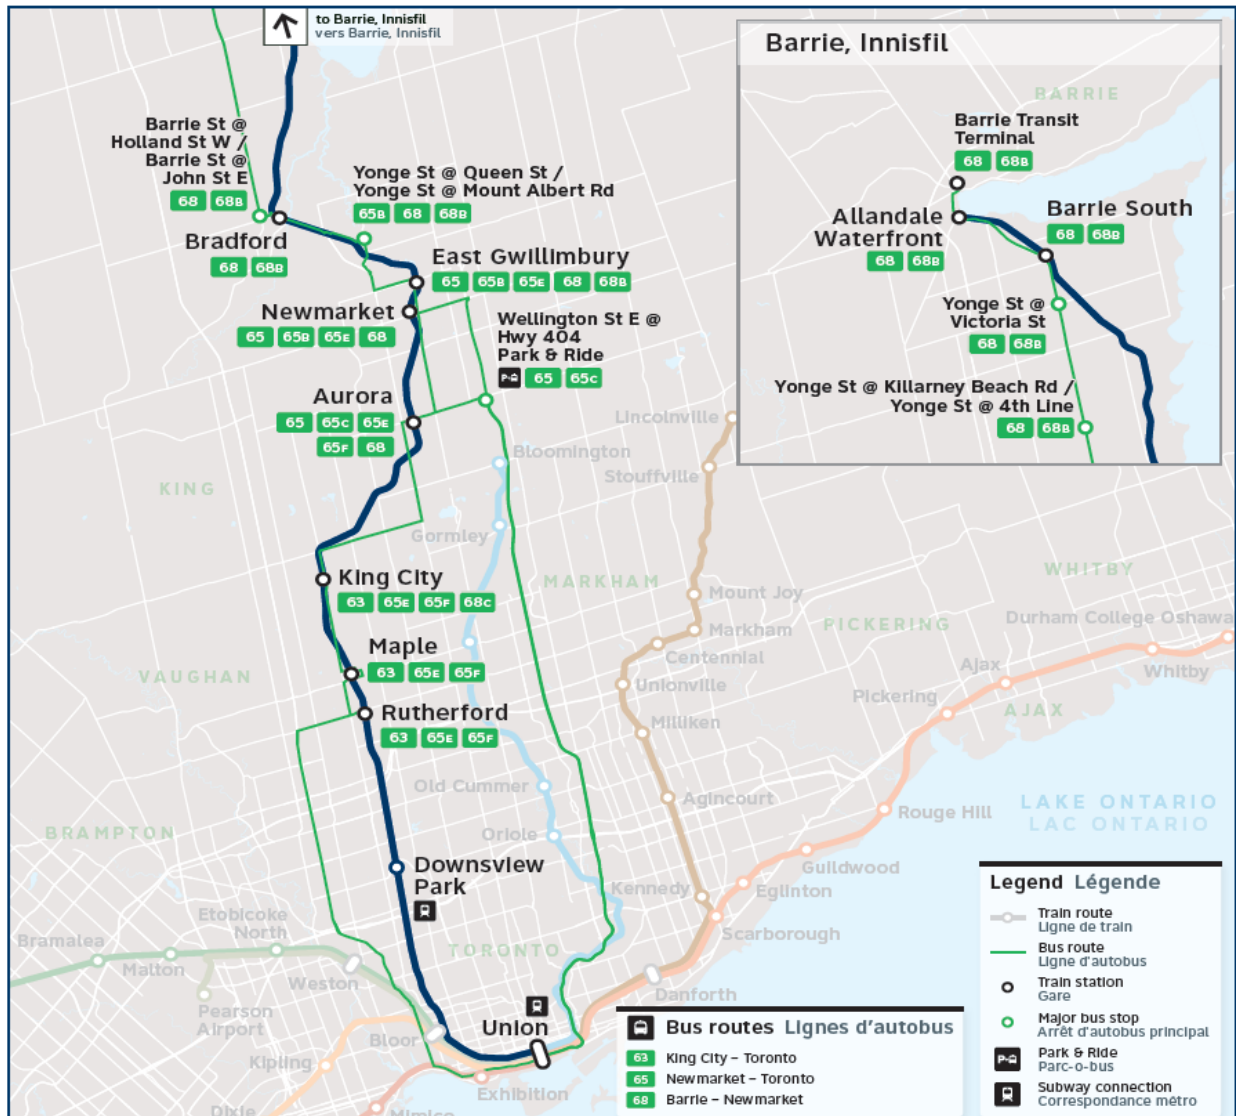 to Barrie, Innisfil
vers Barrie, Innisfil
Barrie St @
Holland St W /
Barrie St @
John St E
68 68B
Yonge St @ Queen St /
Yonge St @ Mount Albert Rd
65B 68 68B
Bradford
68 68B
East Gwillimbury
65 65B 65E 68 68B
Newmarket
65 65B 65E 68
Wellington St E @
Hwy 404
Park & Ride
65 65C
Aurora
65 65C 65E
65F 68
Bloomington
Lincolnville
Stouffville
KING
Gormley
King City
63 65E 65F 68C
MARKHAM
Mount Joy
Markham
Centennial
Unionville
Milliken
Maple
63 65E 65F
VAUGHAN
Rutherford
63 65E 65F
Old Cummer
Oriole
Agincourt
BRAMPTON
Downsview
Park
Kennedy
Eglinton
Guildwood
Rouge Hill
Scarborough
Etobicoke
North
Bramalea
Malton
Weston
TORONTO
Pearson
Airport
Bloor
Union
Danforth
Kipling
Exhibition
Dixie
Mimico
PICKERING
WHITBY
Durham College Oshawa
Whitby
Ajax
Pickering
AJAX
LAKE ONTARIO
LAC ONTARIO
Barrie, Innisfil
BARRIE
Barrie Transit
Terminal
68 68B
Allandale
Waterfront
68 68B
Barrie South
68 68B
Yonge St @
Victoria St
68 68B
Yonge St @ Killarney Beach Rd /
Yonge St @ 4th Line
68 68B
Bus routes Lignes d'autobus
63 King City – Toronto
65 Newmarket – Toronto
68 Barrie – Newmarket
Legend Légende
Train route
Ligne de train
Bus route
Ligne d'autobus
Train station
Gare
Major bus stop
Arrêt d'autobus principal
Park & Ride
Parc-o-bus
Subway connection
Correspondance métro